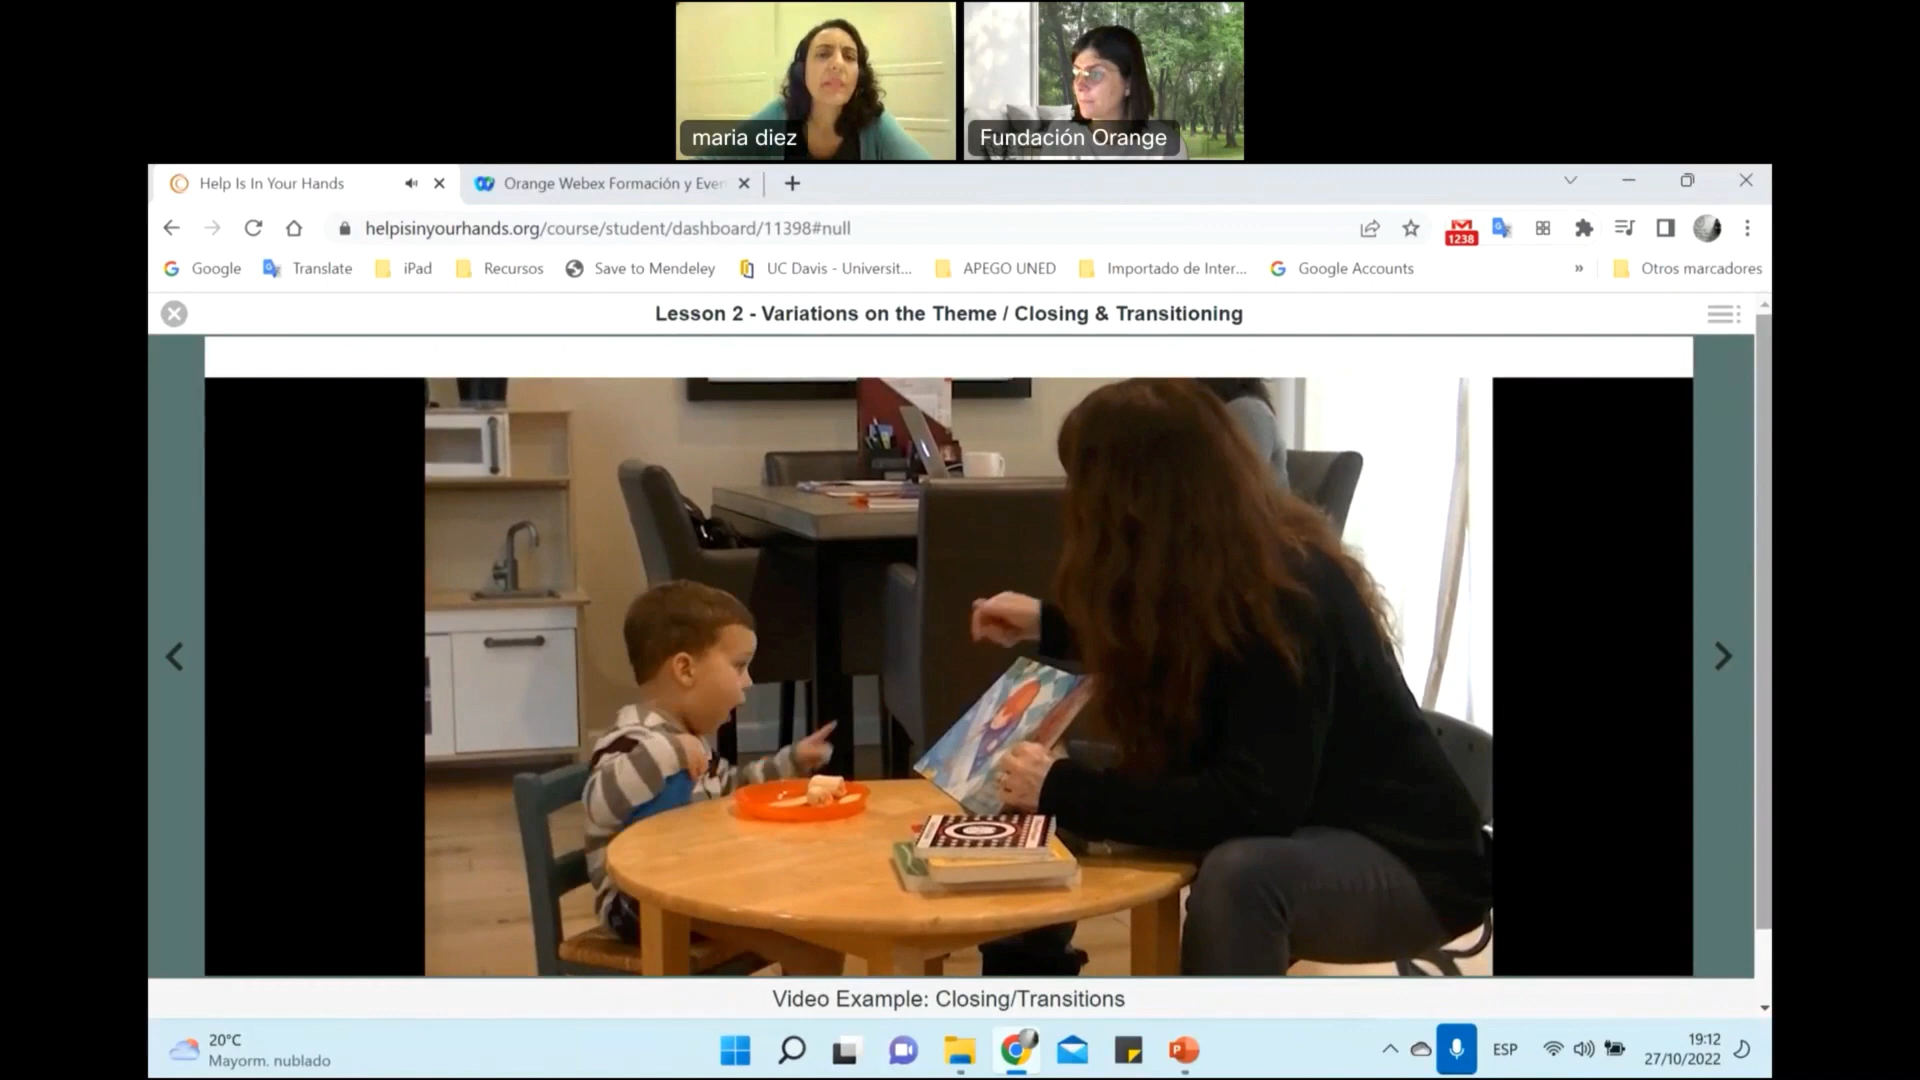 maria diez
Fundación Orange
Help Is In Your Hands
Orange Webex Formación y Ever
helpisinyourhands.org/course/student/dashboard/11398#null
1238
Google
Translate
iPad
Recursos
Save to Mendeley
UC Davis - Universit...
APEGO UNED
Importado de Inter...
Google Accounts
»
Otros marcadores
Lesson 2 - Variations on the Theme / Closing & Transitioning
Video Example: Closing/Transitions
20°C
Mayorm. nublado
P
ESP
19:12
27/10/2022